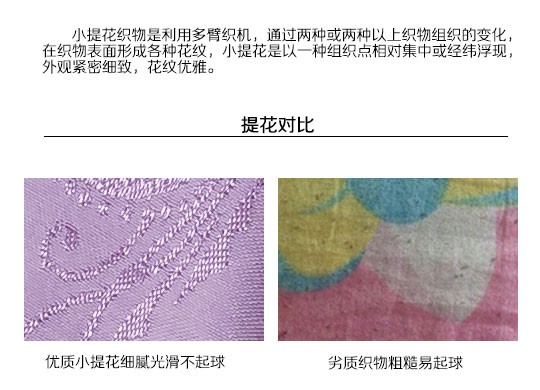 小提花织物是利用多臂织机，通过两种或两种以上织物组织的变化，
在织物表面形成各种花纹，小提花是以一种组织点相对集中或经纬浮现，
外观紧密细致，花纹优雅。
提花对比
优质小提花细腻光滑不起球
劣质织物粗糙易起球